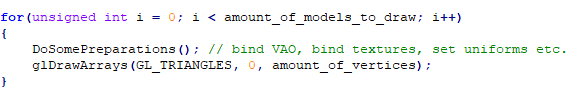 for(unsigned int i = 0; i < amount_of_models_to_draw; i++)
{
    DoSomePreparations(); // bind VAO, bind textures, set uniforms etc.
    glDrawArrays(GL_TRIANGLES, 0, amount_of_vertices);
}